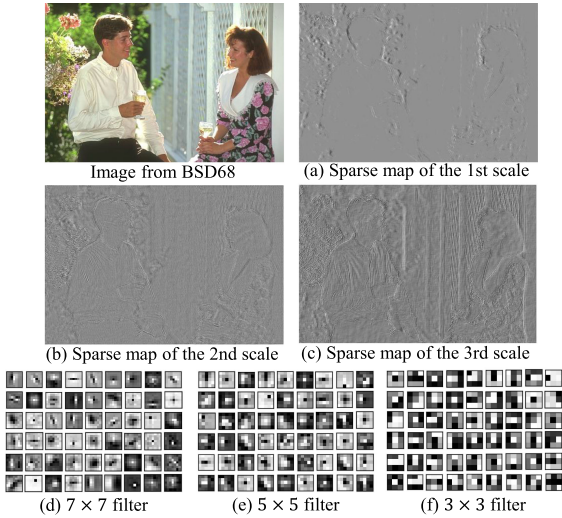 Image from BSD68
(a) Sparse map of the 1st scale
(b) Sparse map of the 2nd scale
(c) Sparse map of the 3rd scale
(d) 7 × 7 filter
(e) 5 × 5 filter
(f) 3 × 3 filter